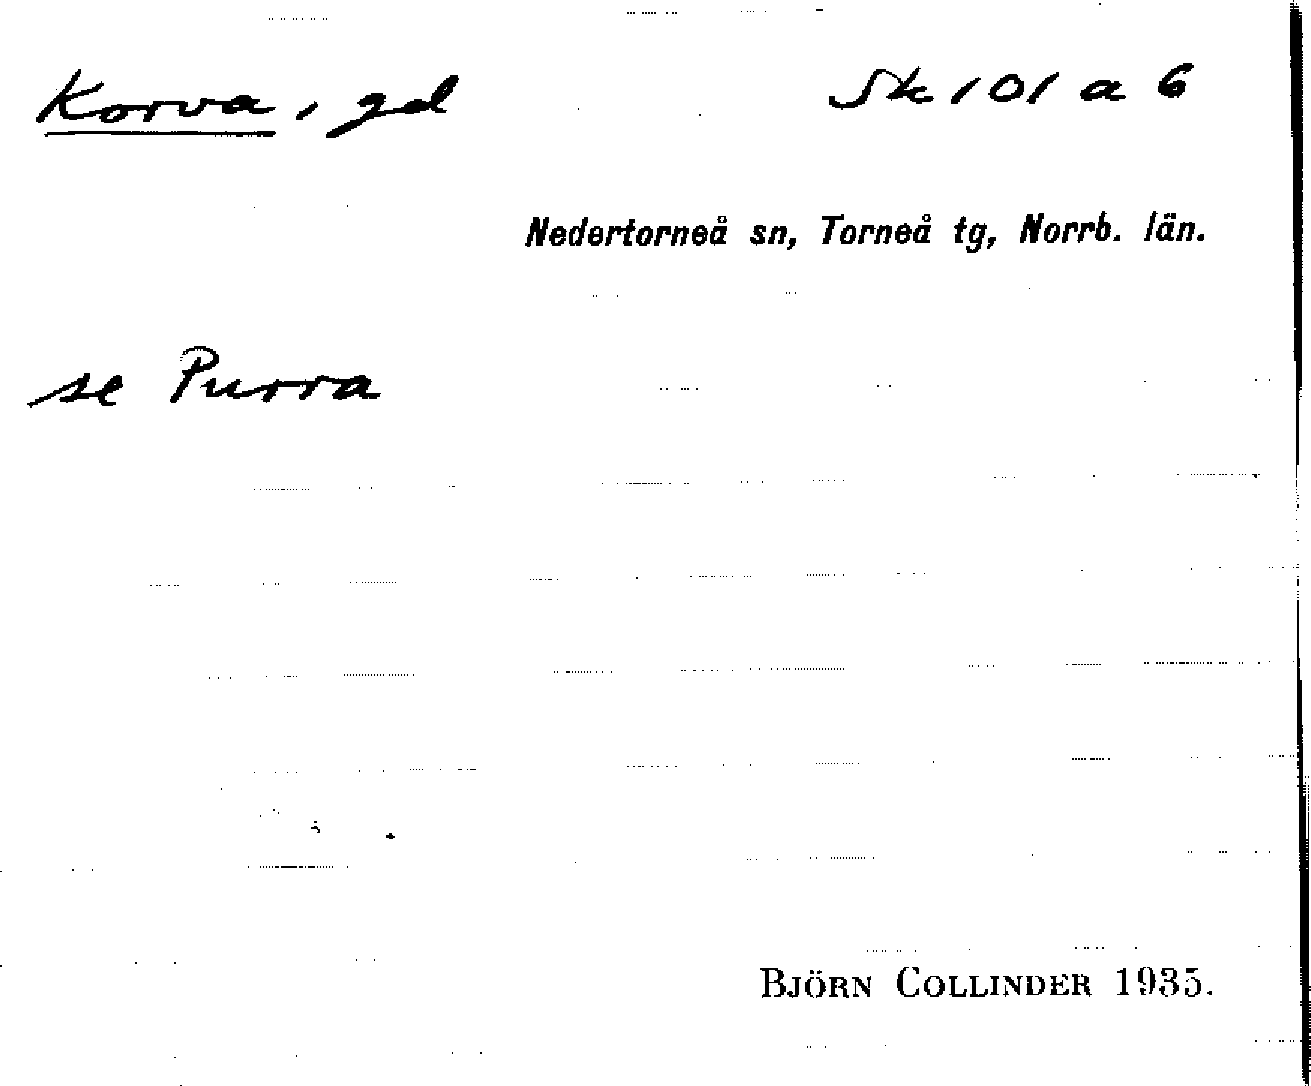 Korva, gd Sk 101 a 6
Nedertorneå sn, Torneå tg, Norrb. län.
se Purra
BJÖRN COLLINDER 1935.